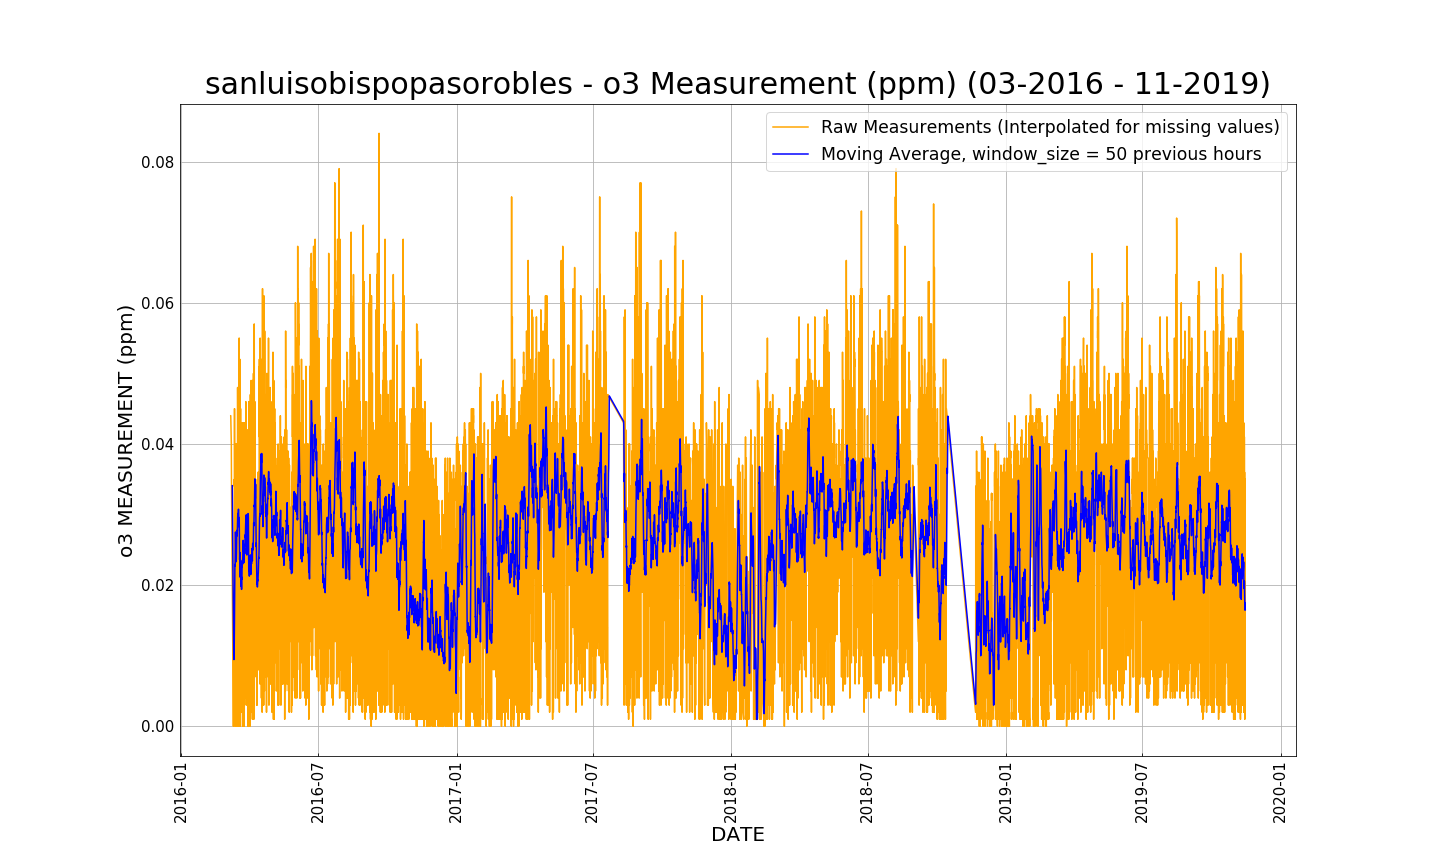 sanluisobispopasorobles - o3 Measurement (ppm) (03-2016 - 11-2019)
Raw Measurements (Interpolated for missing values)
Moving Average, window_size = 50 previous hours
o3 MEASUREMENT (ppm)
0.08
0.06
0.04
0.02
0.00
2016-01
2016-07
2017-01
2017-07
2018-01
2018-07
2019-01
2019-07
2020-01
DATE